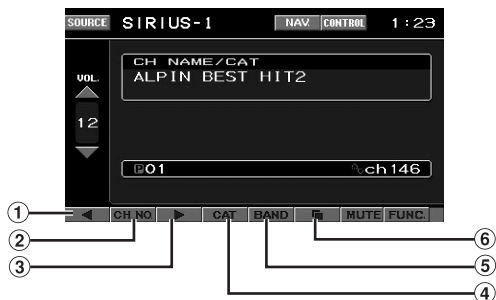 SOURCE SIRIUS-1 NAV. CONTROL 1:23
CH NAME/CAT
VOL. ALPIN BEST HIT2
12
P01 ch146
◀ CH NO. ▶ CAT BAND MUTE FUNC.
① ⑥
② ⑤
③ ④